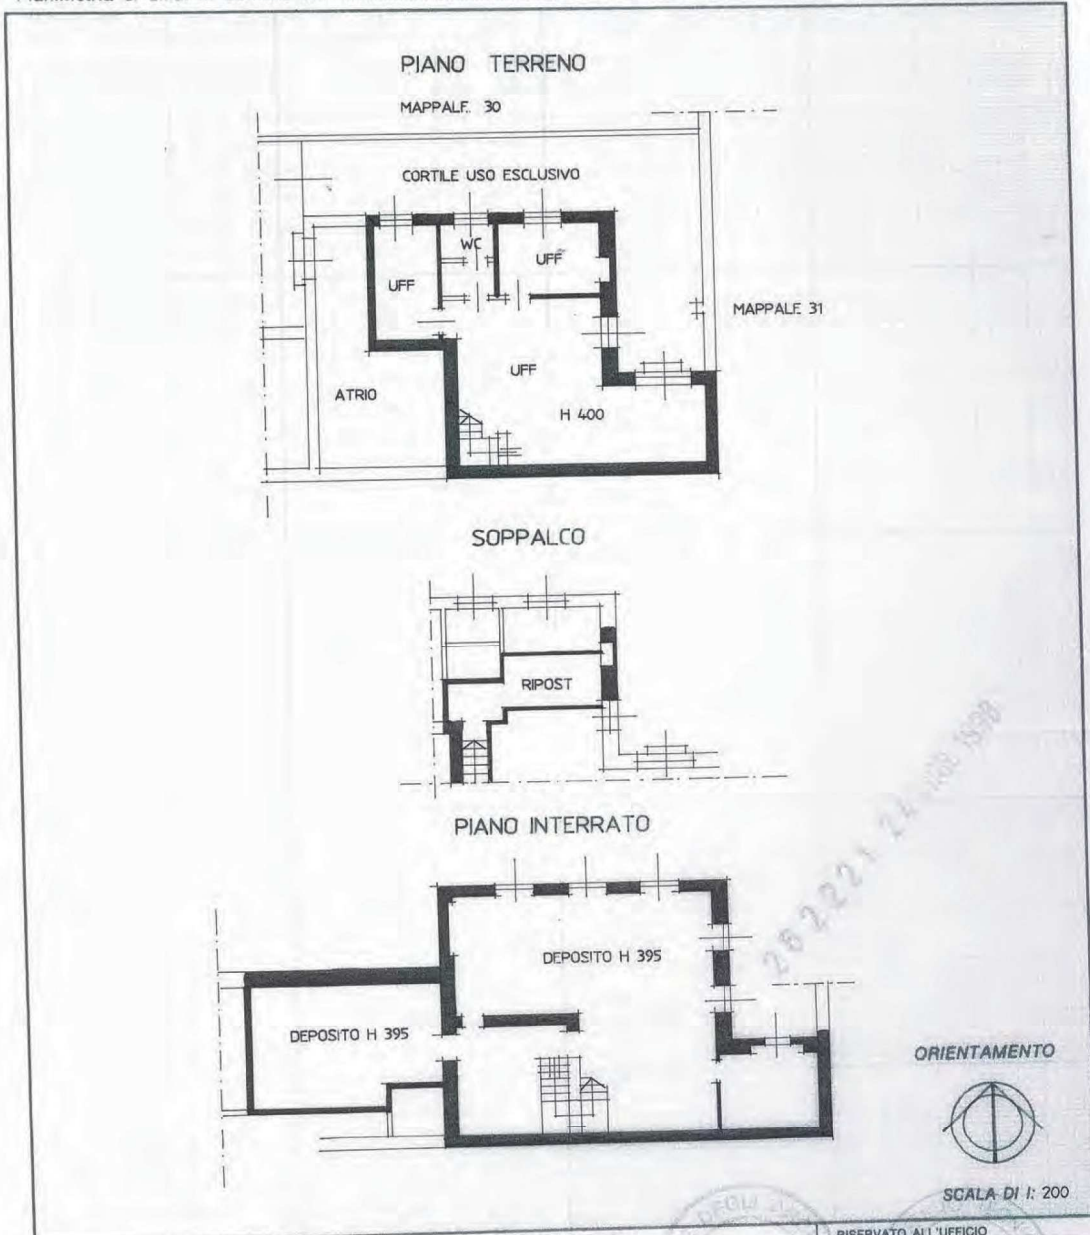 PIANO TERRENO
MAPPALE 30
CORTILE USO ESCLUSIVO
WC
UFF
UFF
MAPPALE 31
UFF
ATRIO
H 400
SOPPALCO
RIPOST
PIANO INTERRATO
DEPOSITO H 395
DEPOSITO H 395
ORIENTAMENTO
SCALA DI I: 200
DEGLI
RISERVATO ALL'UFFICIO